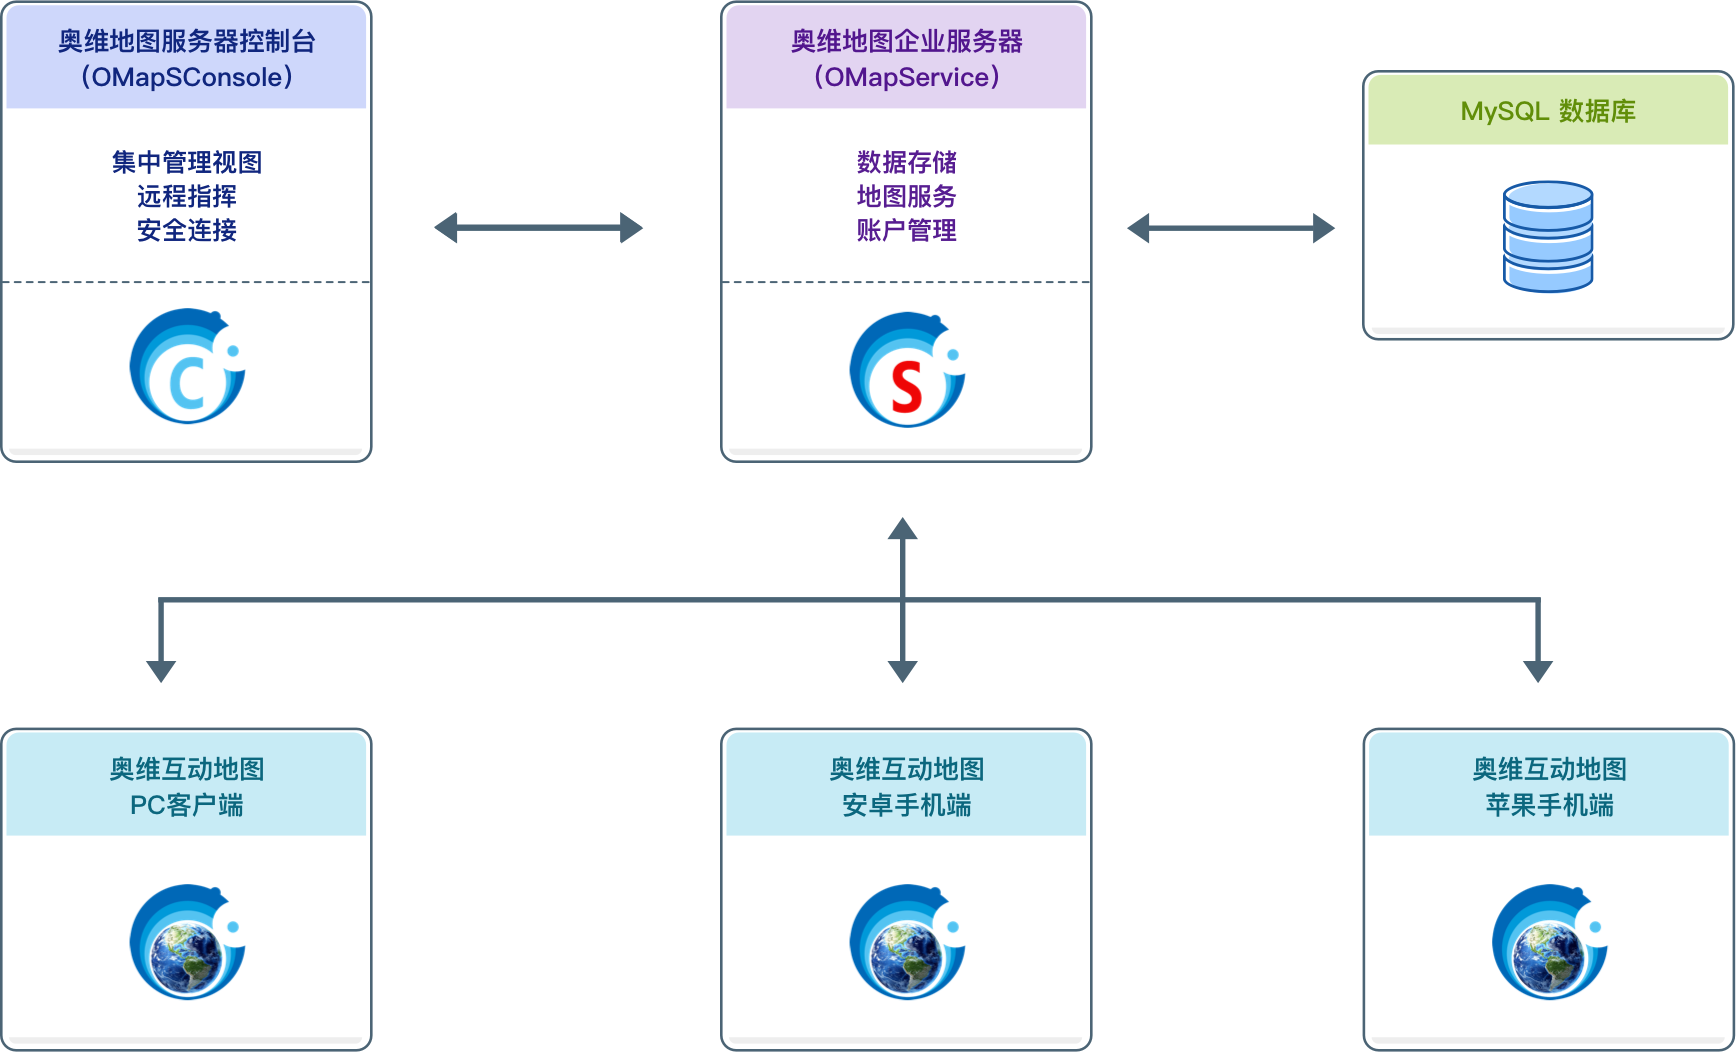 奥维地图服务器控制台
（OMapSConsole）
集中管理视图
远程指挥
安全连接
C
奥维地图企业服务器
（OMapService）
数据存储
地图服务
账户管理
S
MySQL 数据库
奥维互动地图
PC客户端
奥维互动地图
安卓手机端
奥维互动地图
苹果手机端